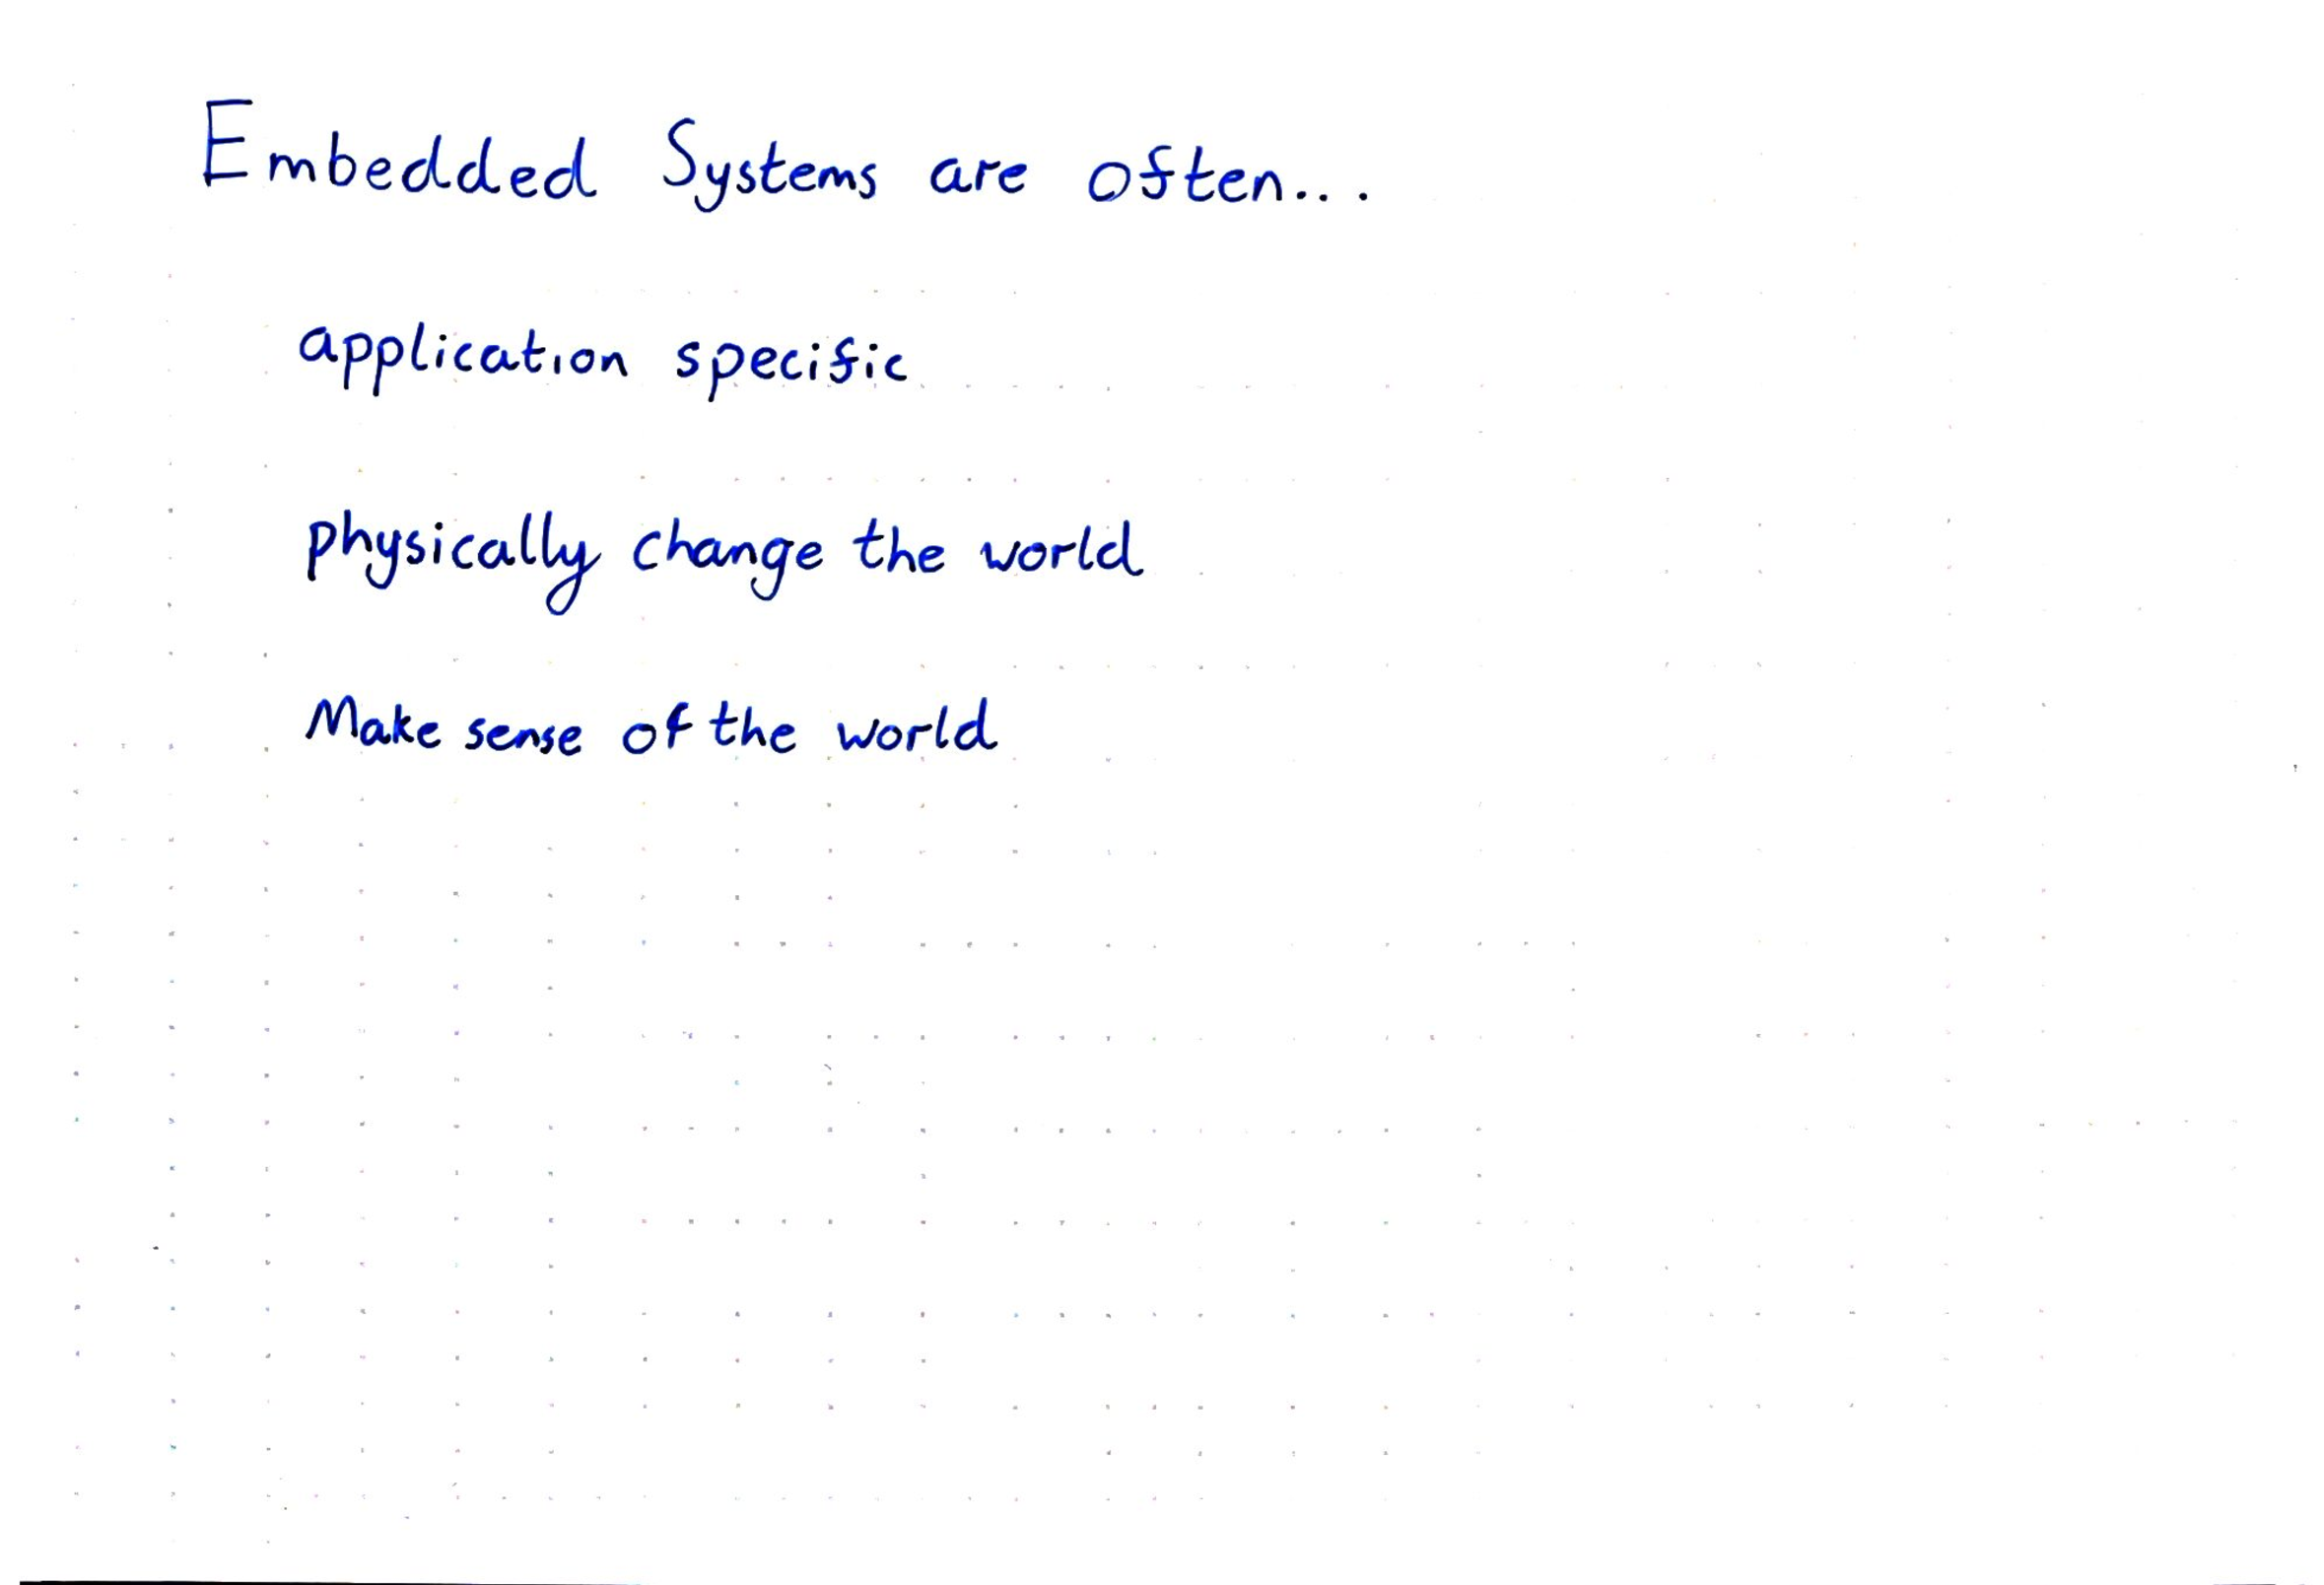 Embedded Systems are often...
application specific
physically change the world
Make sense of the world